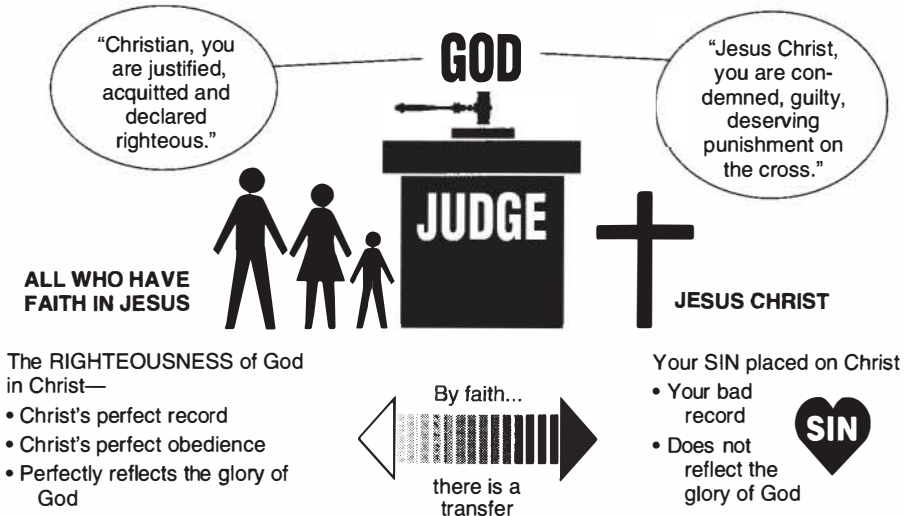 “Christian, you
are justified,
acquitted and
declared
righteous.”
GOD
“Jesus Christ,
you are con-
demned, guilty,
deserving
punishment on
the cross.”
JUDGE
ALL WHO HAVE
FAITH IN JESUS
JESUS CHRIST
The RIGHTEOUSNESS of God
in Christ—
• Christ’s perfect record
• Christ’s perfect obedience
• Perfectly reflects the glory of
God
By faith...
there is a
transfer
Your SIN placed on Christ
• Your bad
record
• Does not
reflect the
glory of God
SIN